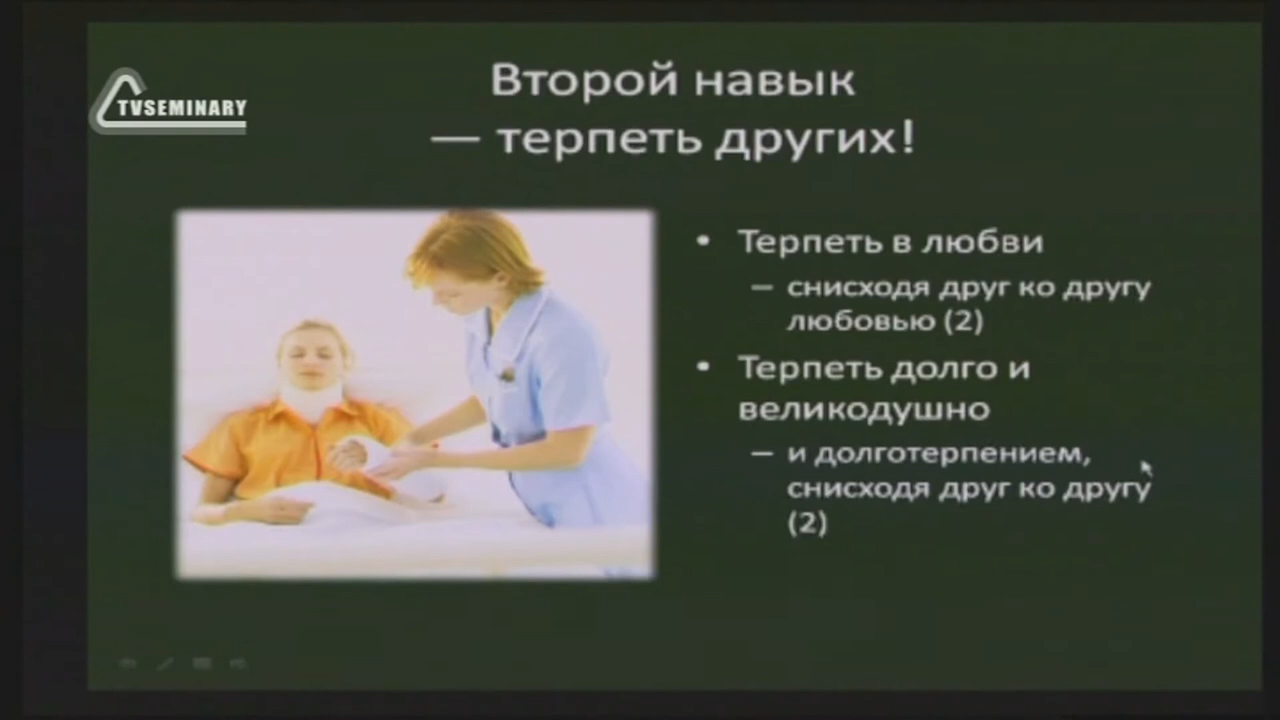 TVSEMINARY
Второй навык
— терпеть других!
• Терпеть в любви
– снисходя друг ко другу
любовью (2)
• Терпеть долго и
великодушно
– и долготерпением,
снисходя друг ко другу
(2)